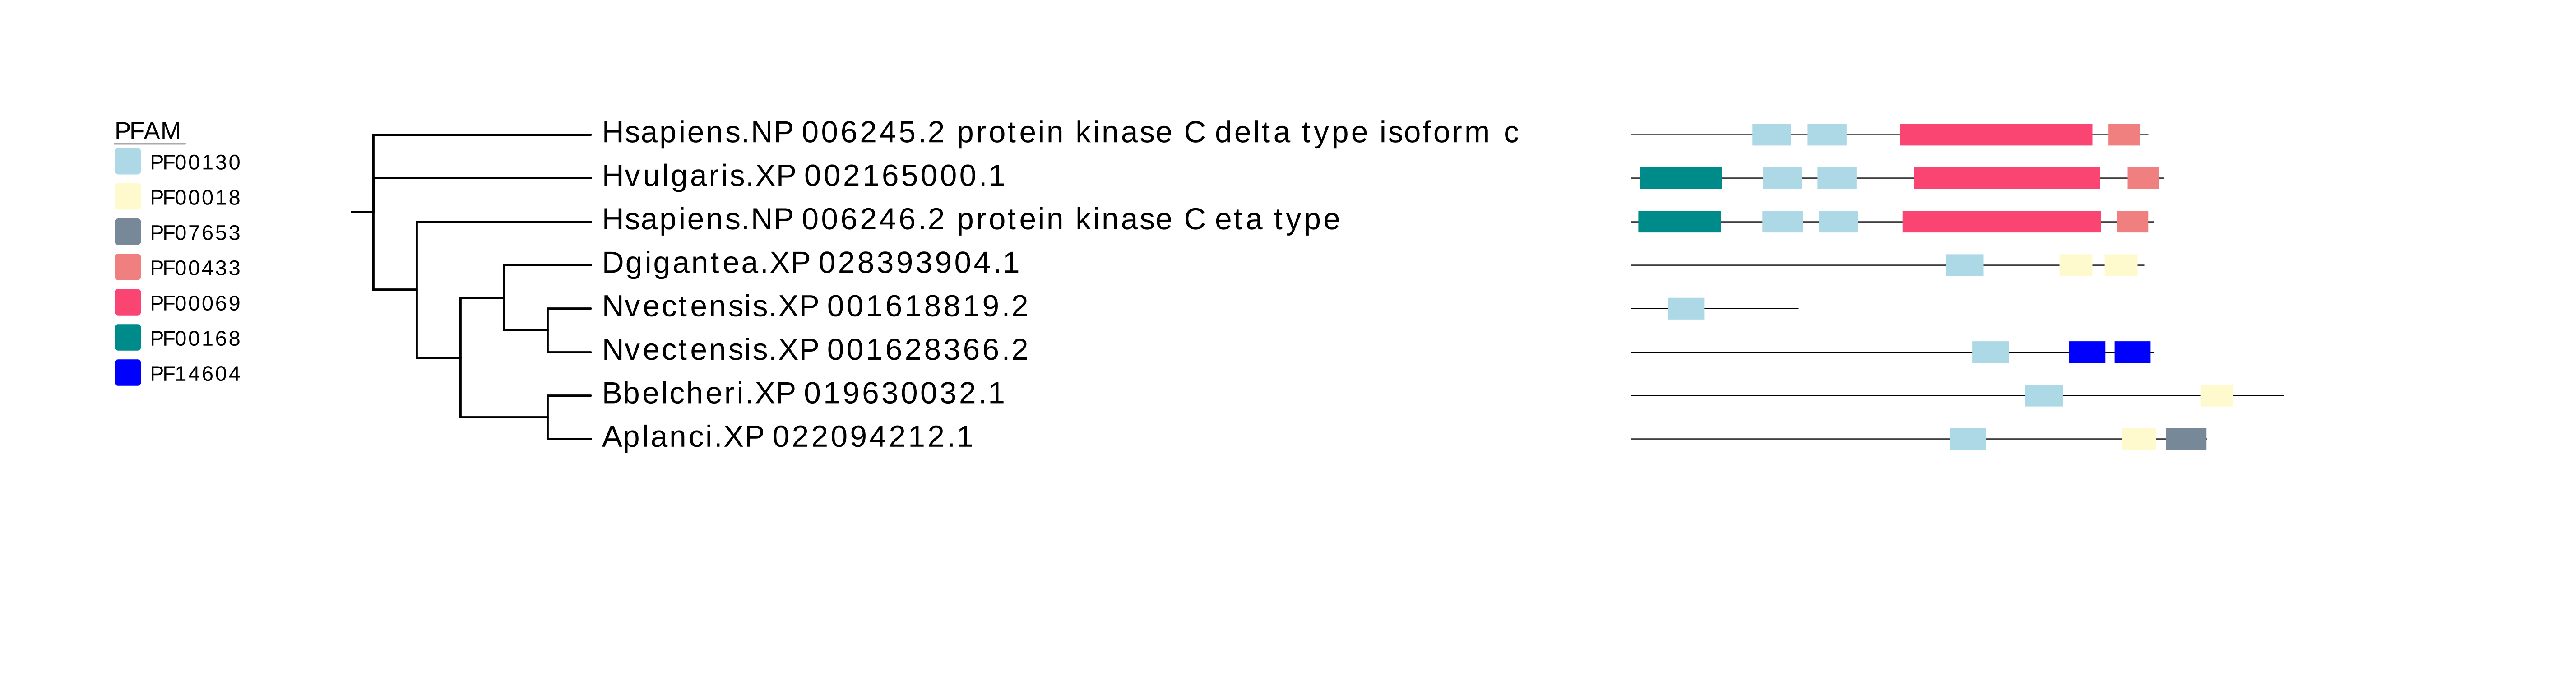 PFAM
PF00130
PF00018
PF07653
PF00433
PF00069
PF00168
PF14604
Hsapiens.NP 006245.2 protein kinase C delta type isoform c
Hvulgaris.XP 002165000.1
Hsapiens.NP 006246.2 protein kinase C eta type
Dgigantea.XP 028393904.1
Nvectensis.XP 001618819.2
Nvectensis.XP 001628366.2
Bbelcheri.XP 019630032.1
Aplanci.XP 022094212.1